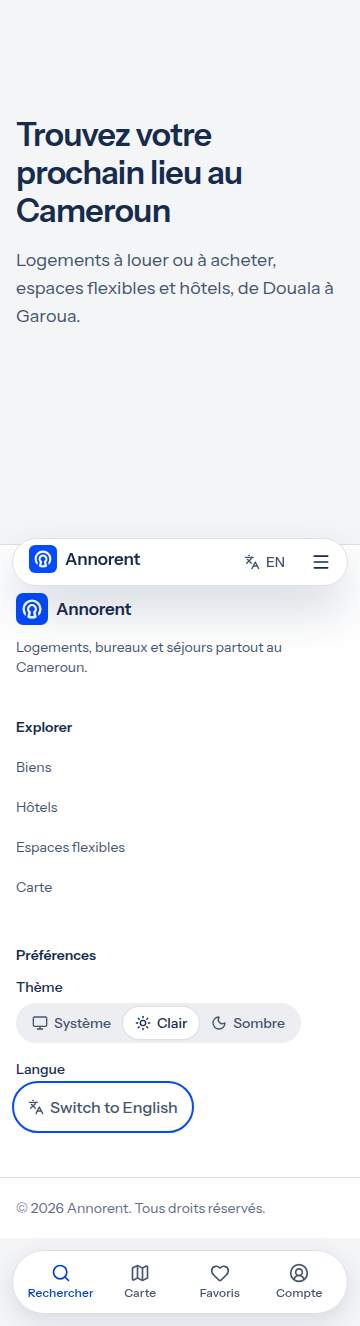 Trouvez votre
prochain lieu au
Cameroun
Logements à louer ou à acheter,
espaces flexibles et hôtels, de Douala à
Garoua.
Annorent
EN
Annorent
Logements, bureaux et séjours partout au
Cameroun.
Explorer
Biens
Hôtels
Espaces flexibles
Carte
Préférences
Thème
Système Clair Sombre
Langue
Switch to English
© 2026 Annorent. Tous droits réservés.
Rechercher Carte Favoris Compte